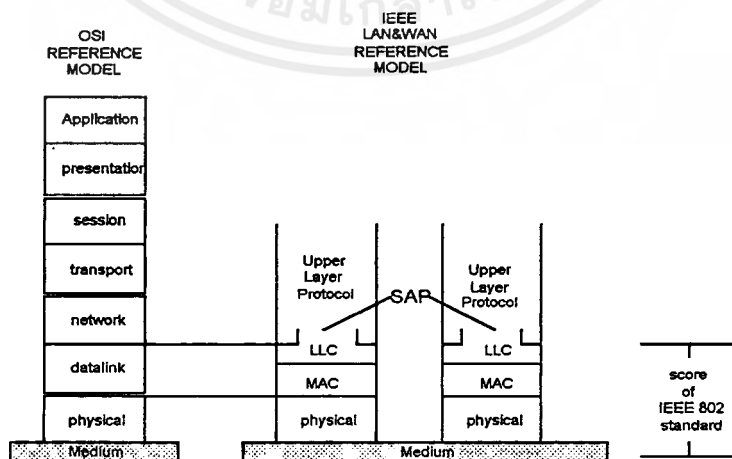 OSI
REFERENCE
MODEL
IEEE
LAN&WAN
REFERENCE
MODEL
Application
presentation
session
transport
network
datalink
physical
Medium
Upper
Layer
Protocol
SAP
Upper
Layer
Protocol
LLC
MAC
physical
LLC
MAC
physical
Medium
score
of
IEEE 802
standard